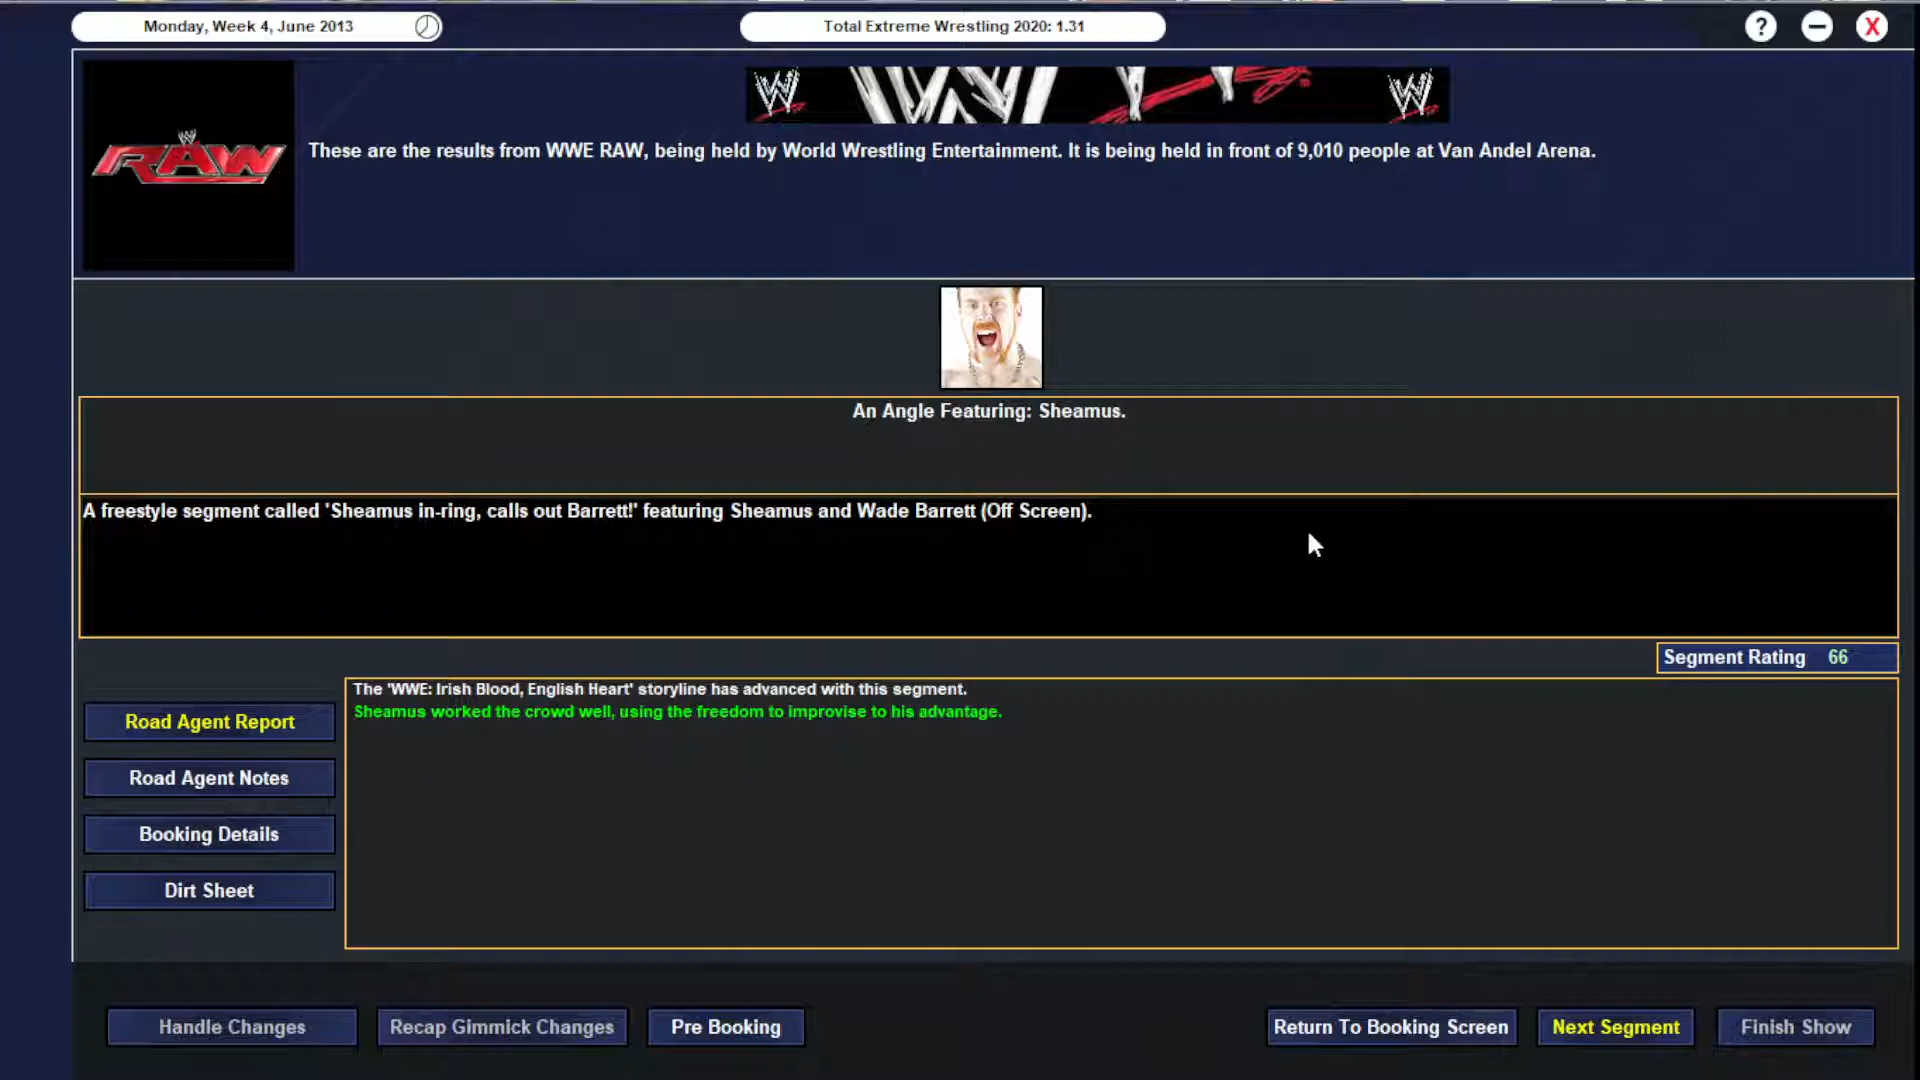 Monday, Week 4, June 2013
Total Extreme Wrestling 2020: 1.31
?
X
W
W
RAW
These are the results from WWE RAW, being held by World Wrestling Entertainment. It is being held in front of 9,010 people at Van Andel Arena.
An Angle Featuring: Sheamus.
A freestyle segment called 'Sheamus in-ring, calls out Barrett!' featuring Sheamus and Wade Barrett (Off Screen).
Segment Rating 66
The 'WWE: Irish Blood, English Heart' storyline has advanced with this segment.
Sheamus worked the crowd well, using the freedom to improvise to his advantage.
Road Agent Report
Road Agent Notes
Booking Details
Dirt Sheet
Handle Changes
Recap Gimmick Changes
Pre Booking
Return To Booking Screen
Next Segment
Finish Show